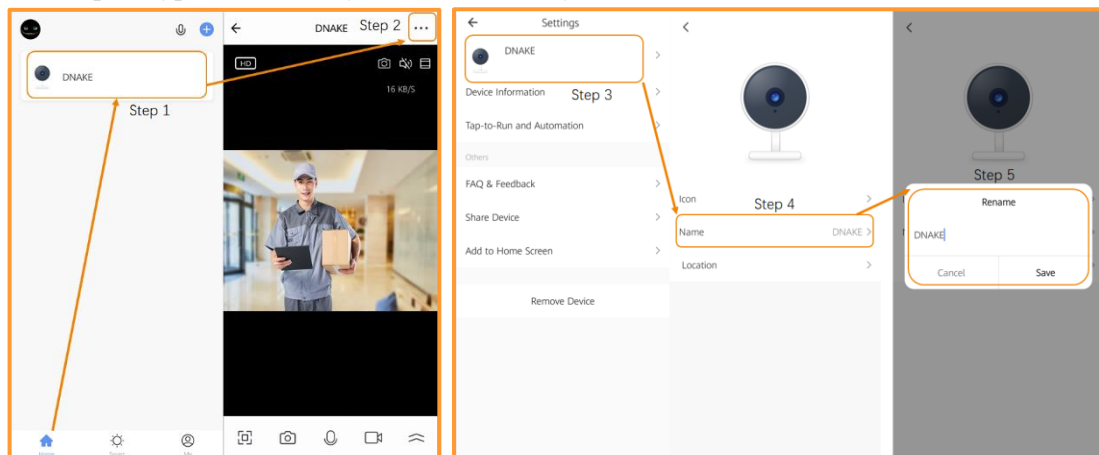 DNAKE
Step 1
Home
DNAKE
Step 2
HD
16 KB/S
Settings
DNAKE
Device Information
Step 3
Tap-to-Run and Automation
Others
FAQ & Feedback
Share Device
Add to Home Screen
Remove Device
Icon
Step 4
Name
DNAKE
Location
Step 5
Rename
DNAKE
Cancel
Save